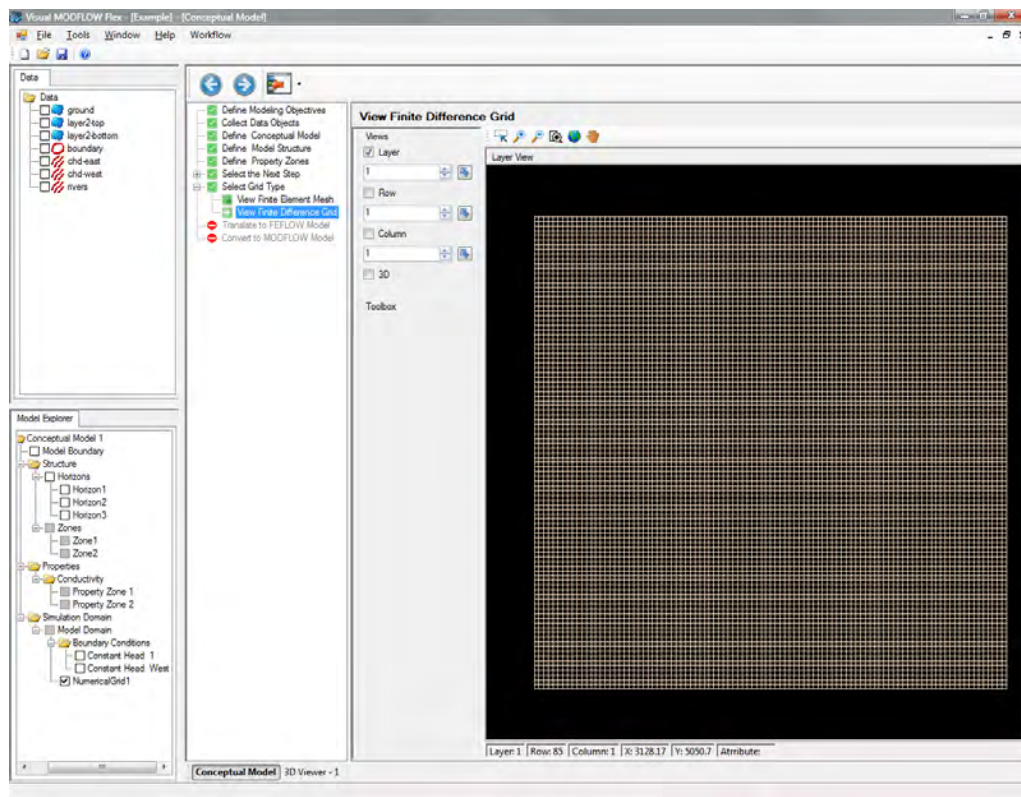 Visual MODFLOW Flex - [Example] - [Conceptual Model]
File Tools Window Help Workflow
Data
Data
ground
layer2-top
layer2-bottom
boundary
chd-east
chd-west
rivers
Model Explorer
Conceptual Model 1
Model Boundary
Structure
Horizons
Horizon1
Horizon2
Horizon3
Zones
Zone1
Zone2
Properties
Conductivity
Property Zone 1
Property Zone 2
Simulation Domain
Model Domain
Boundary Conditions
Constant Head 1
Constant Head West
NumericalGrid1
Define Modeling Objectives
Collect Data Objects
Define Conceptual Model
Define Model Structure
Define Property Zones
Select the Next Step
Select Grid Type
View Finite Element Mesh
View Finite Difference Grid
Translate to FEFLOW Model
Convert to MODFLOW Model
View Finite Difference Grid
Views
Layer
1
Row
1
Column
1
3D
Toolbox
Layer View
Layer: 1 Row: 85 Column: 1 X: 3128.17 Y: 5050.7 Attribute:
Conceptual Model 3D Viewer - 1